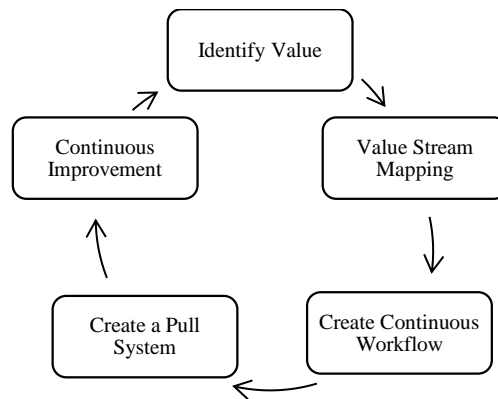 Identify Value
Value Stream
Mapping
Create Continuous
Workflow
Create a Pull
System
Continuous
Improvement